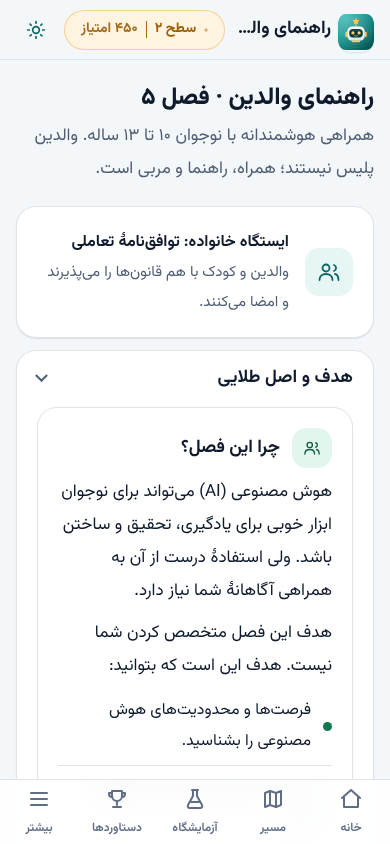 راهنمای والـ...
سطح ۲ | ۴۵۰ امتیاز
راهنمای والدین · فصل ۵
همراهی هوشمندانه با نوجوان ۱۰ تا ۱۳ ساله. والدین
پلیس نیستند؛ همراه، راهنما و مربی است.
ایستگاه خانواده: توافق‌نامهٔ تعاملی
والدین و کودک با هم قانون‌ها را می‌پذیرند
و امضا می‌کنند.
هدف و اصل طلایی
چرا این فصل؟
هوش مصنوعی (AI) می‌تواند برای نوجوان
ابزار خوبی برای یادگیری، تحقیق و ساختن
باشد. ولی استفادهٔ درست از آن به
همراهی آگاهانهٔ شما نیاز دارد.
هدف این فصل متخصص کردن شما
نیست. هدف این است که بتوانید:
فرصت‌ها و محدودیت‌های هوش
مصنوعی را بشناسید.
خانه
مسیر
آزمایشگاه
دستاوردها
بیشتر